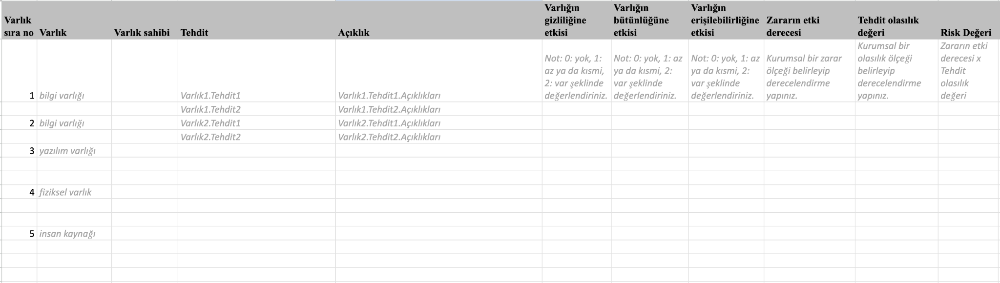 Varlık sıra no	Varlık	Varlık sahibi	Tehdit	Açıklık	Varlığın gizliliğine etkisi	Varlığın bütünlüğüne etkisi	Varlığın erişilebilirliğine etkisi	Zararın etki derecesi	Tehdit olasılık değeri	Risk Değeri
1	bilgi varlığı		Varlık1.Tehdit1	Varlık1.Tehdit1.Açıklıkları	Not: 0: yok, 1: az ya da kısmi, 2: var şeklinde değerlendiriniz.	Not: 0: yok, 1: az ya da kısmi, 2: var şeklinde değerlendiriniz.	Not: 0: yok, 1: az ya da kısmi, 2: var şeklinde değerlendiriniz.	Kurumsal bir zarar ölçeği belirleyip derecelendirme yapınız.	Kurumsal bir olasılık ölçeği belirleyip derecelendirme yapınız.	Zararın etki derecesi x Tehdit olasılık değeri
Varlık1.Tehdit2	Varlık1.Tehdit2.Açıklıkları
2	bilgi varlığı		Varlık2.Tehdit1	Varlık2.Tehdit1.Açıklıkları
Varlık2.Tehdit2	Varlık2.Tehdit2.Açıklıkları
3	yazılım varlığı
4	fiziksel varlık
5	insan kaynağı